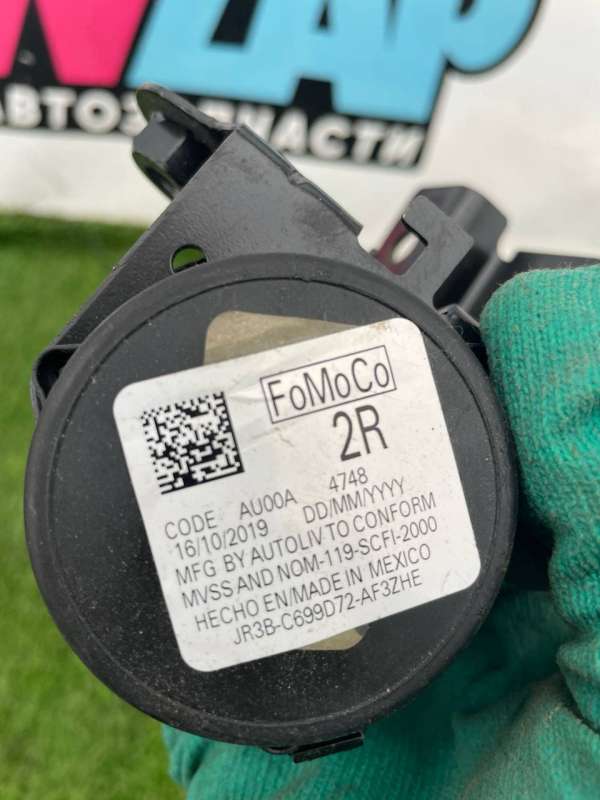 NZAP
АВТОЗАПЧАСТИ
FoMoCo
2R
CODE AU00A 4748
16/10/2019 DD/MM/YYYY
MFG BY AUTOLIV TO CONFORM
MVSS AND NOM-119-SCFI-2000
HECHO EN/MADE IN MEXICO
JR3B-C699D72-AF3ZHE